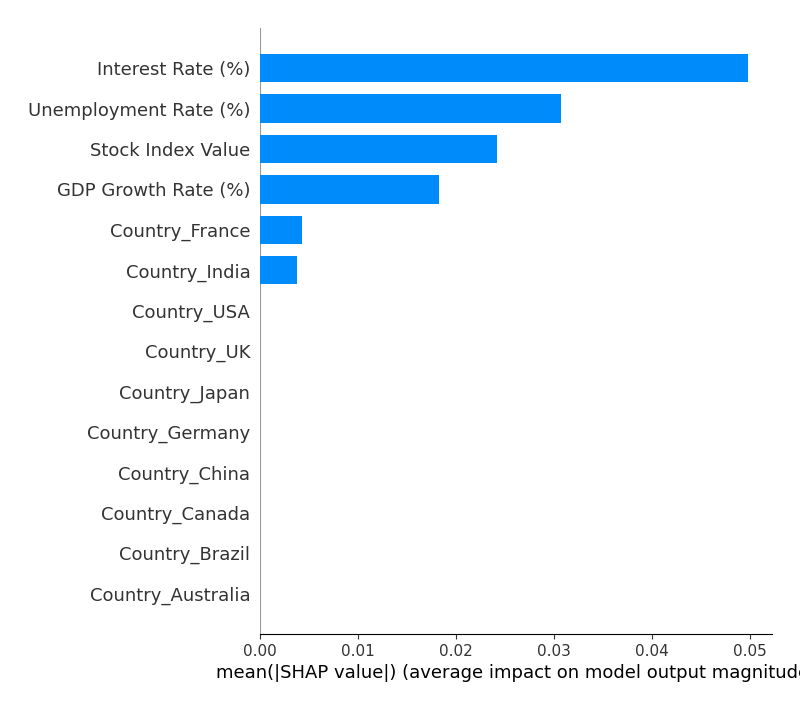 Interest Rate (%)
Unemployment Rate (%)
Stock Index Value
GDP Growth Rate (%)
Country_France
Country_India
Country_USA
Country_UK
Country_Japan
Country_Germany
Country_China
Country_Canada
Country_Brazil
Country_Australia
0.00 0.01 0.02 0.03 0.04 0.05
mean(|SHAP value|) (average impact on model output magnitude